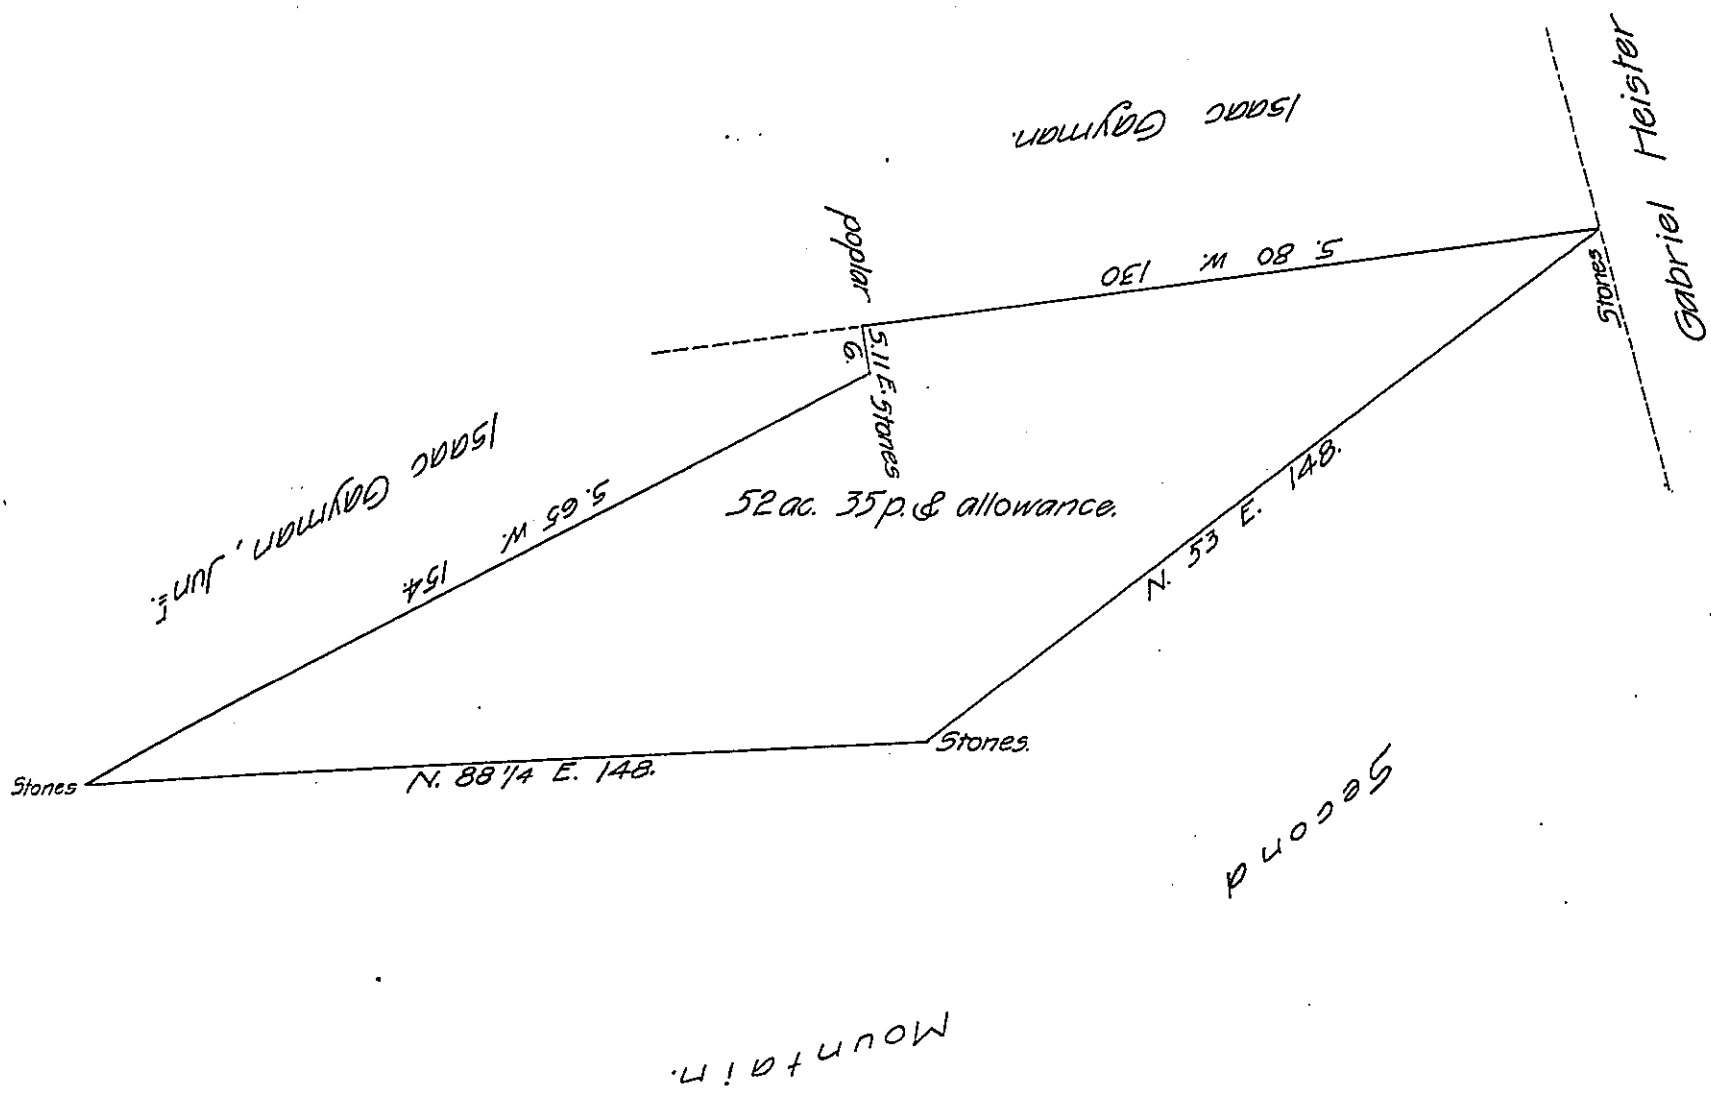 Isaac Gayman.
Gabriel Heister
poplar
S. 80 W. 130
Stones
S. 11 E. Stones
6.
Isaac Gayman, Junr.
S. 65 W. 154.
52 ac. 35 p. & allowance.
N. 53 E. 148.
Stones.
Stones
N. 88 1/4 E. 148.
Second
Mountain.